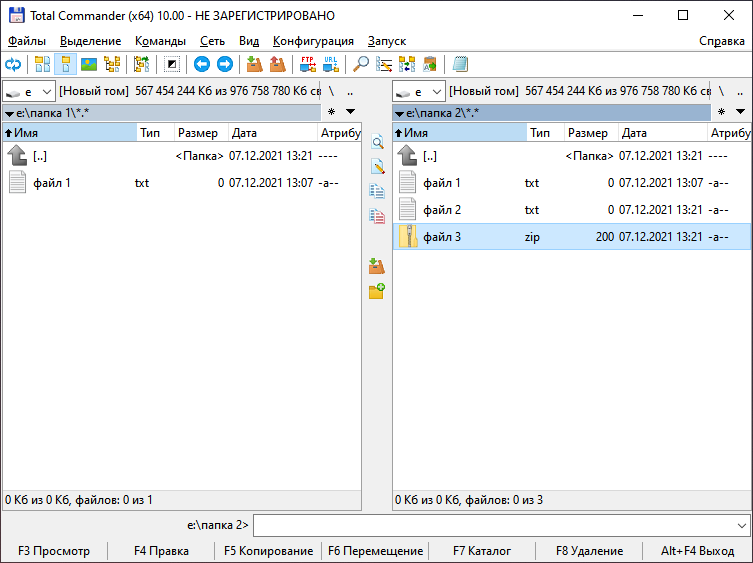 Total Commander (x64) 10.00 - НЕ ЗАРЕГИСТРИРОВАНО
Файлы Выделение Команды Сеть Вид Конфигурация Запуск Справка
FTP URL
e [Новый том] 567 454 244 Кб из 976 758 780 Кб св \ ..
e [Новый том] 567 454 244 Кб из 976 758 780 Кб св \ ..
e:\папка 1\*.* *
e:\папка 2\*.* *
Имя Тип Размер Дата Атрибу
[..] <Папка> 07.12.2021 13:21 ----
файл 1 txt 0 07.12.2021 13:07 -a--
0 Кб из 0 Кб, файлов: 0 из 1
Имя Тип Размер Дата Атрибу
[..] <Папка> 07.12.2021 13:21 ----
файл 1 txt 0 07.12.2021 13:07 -a--
файл 2 txt 0 07.12.2021 13:21 -a--
файл 3 zip 200 07.12.2021 13:21 -a--
0 Кб из 0 Кб, файлов: 0 из 3
e:\папка 2>
F3 Просмотр F4 Правка F5 Копирование F6 Перемещение F7 Каталог F8 Удаление Alt+F4 Выход